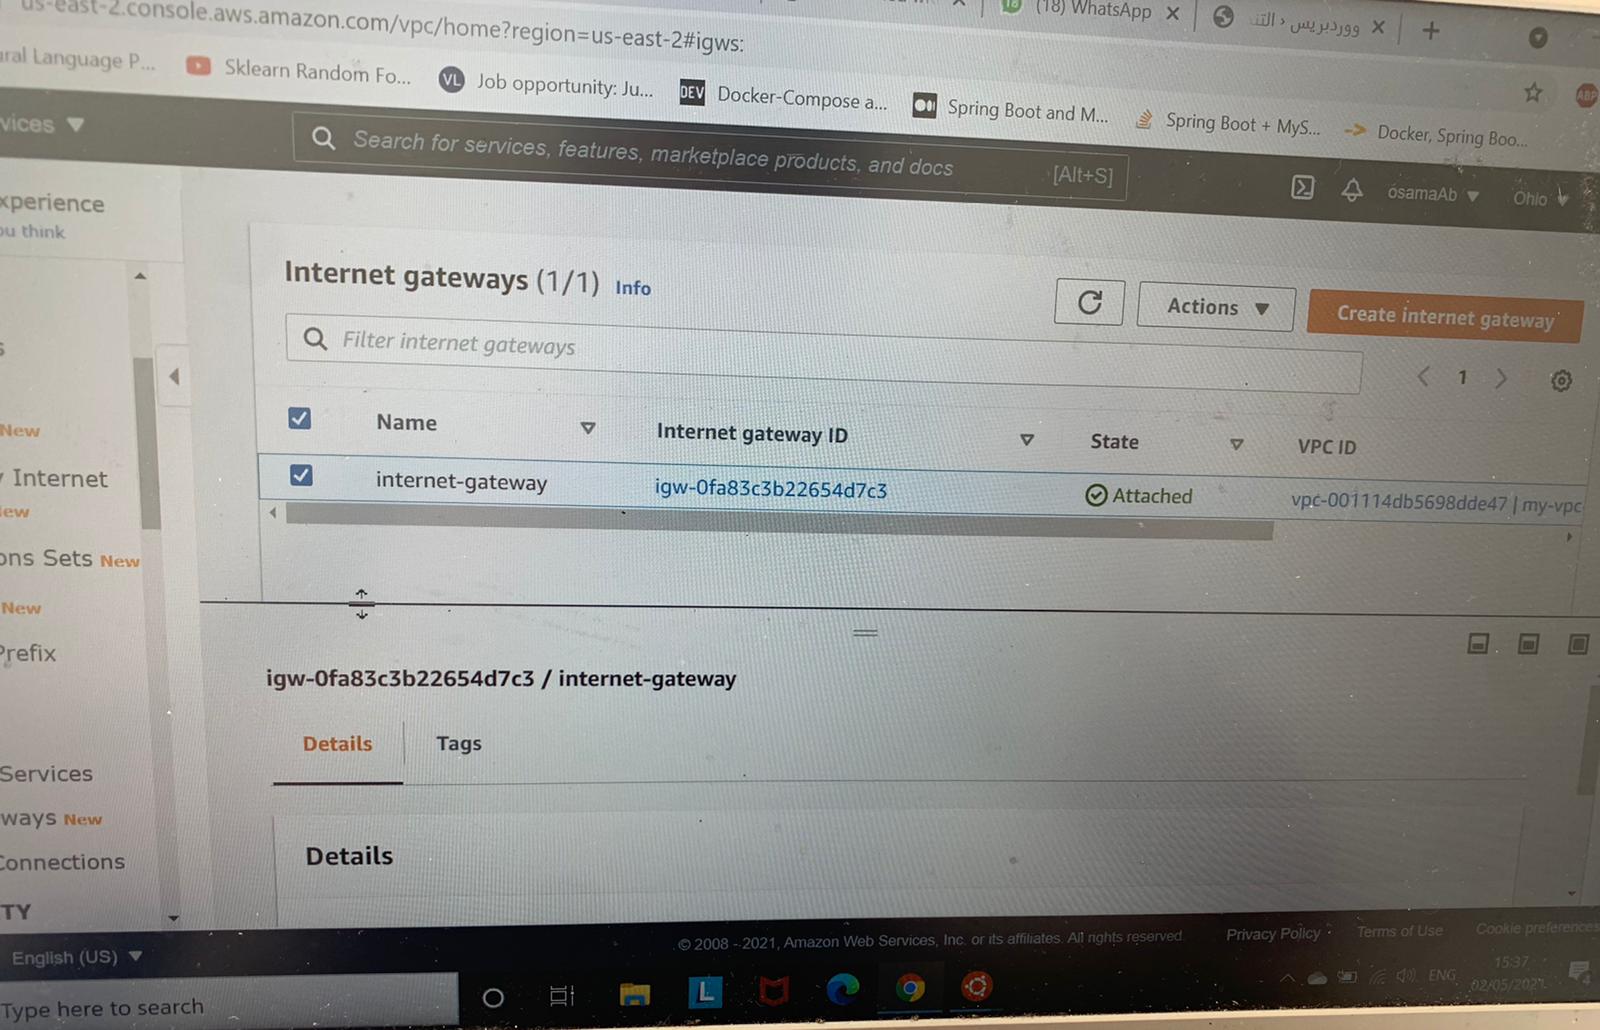 us-east-2.console.aws.amazon.com/vpc/home?region=us-east-2#igws:
(18) WhatsApp
ووردبريس › التنـ
ural Language P...
Sklearn Random Fo...
VL
Job opportunity: Ju...
DEV
Docker-Compose a...
Spring Boot and M...
Spring Boot + MyS...
Docker, Spring Boo...
ABP
vices
Search for services, features, marketplace products, and docs
[Alt+S]
osamaAb
Ohio
xperience
ou think
Internet gateways (1/1) Info
Actions
Create internet gateway
Filter internet gateways
1
s
Name
Internet gateway ID
State
VPC ID
internet-gateway
igw-0fa83c3b22654d7c3
Attached
vpc-001114db5698dde47 | my-vpc
New
Internet
ew
ons Sets New
New
Prefix
igw-0fa83c3b22654d7c3 / internet-gateway
Details
Tags
Services
ways New
Connections
TY
Details
English (US)
© 2008 - 2021, Amazon Web Services, Inc. or its affiliates. All rights reserved.
Privacy Policy
Terms of Use
Cookie preferences
Type here to search
L
ENG
15:37
02/05/2021
4